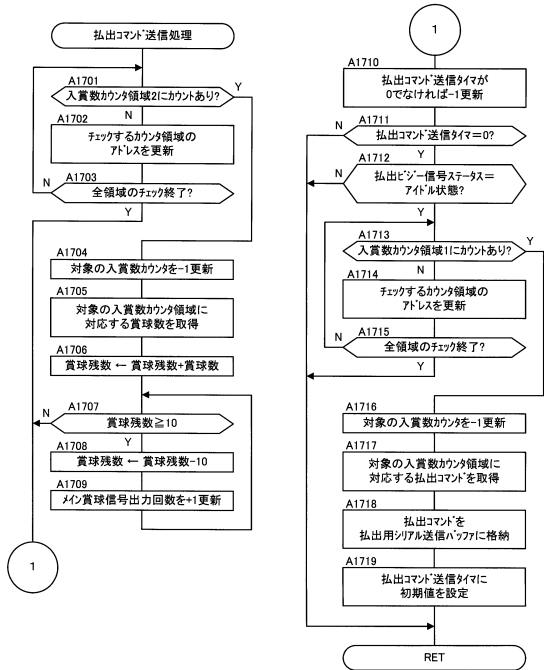 払出コマンド送信処理
A1701
入賞数カウンタ領域2にカウントあり?
Y
N
A1702
チェックするカウンタ領域の
アドレスを更新
A1703
N
全領域のチェック終了?
Y
A1704
対象の入賞数カウンタを-1更新
A1705
対象の入賞数カウンタ領域に
対応する賞球数を取得
A1706
賞球残数 ← 賞球残数+賞球数
A1707
N
賞球残数≧10
Y
A1708
賞球残数 ← 賞球残数-10
A1709
メイン賞球信号出力回数を+1更新
1
1
A1710
払出コマンド送信タイマが
0でなければ-1更新
A1711
N
払出コマンド送信タイマ=0?
Y
A1712
N
払出ビジー信号ステータス=
アイドル状態?
Y
A1713
入賞数カウンタ領域1にカウントあり?
Y
N
A1714
チェックするカウンタ領域の
アドレスを更新
A1715
N
全領域のチェック終了?
Y
A1716
対象の入賞数カウンタを-1更新
A1717
対象の入賞数カウンタ領域に
対応する払出コマンドを取得
A1718
払出コマンドを
払出用シリアル送信バッファに格納
A1719
払出コマンド送信タイマに
初期値を設定
RET